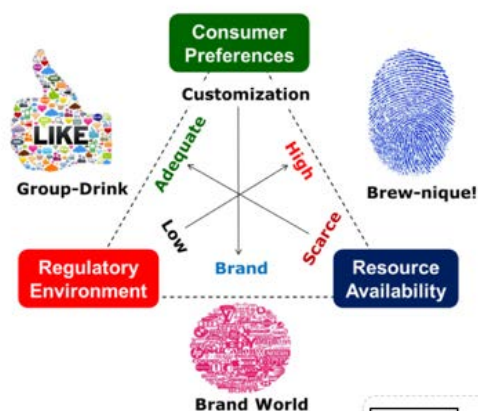 Consumer
Preferences
Customization
LIKE
Group-Drink
Adequate
High
Brew-nique!
Low
Scarce
Regulatory
Environment
Brand
Resource
Availability
Brand World